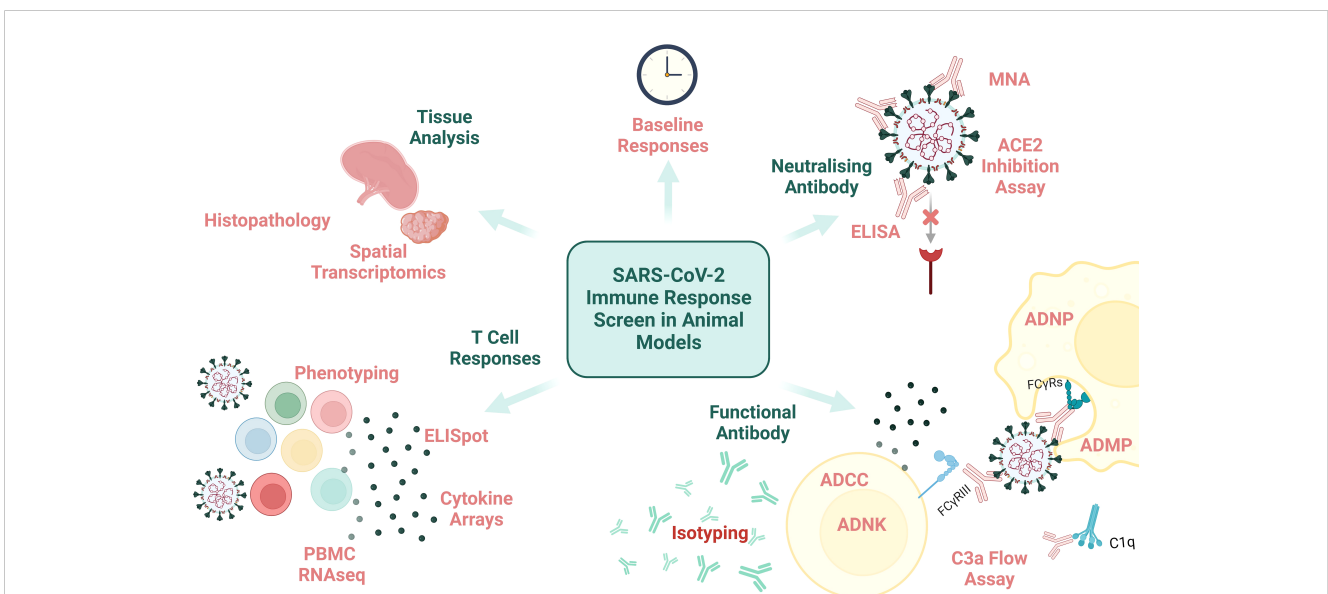 Baseline
Responses
Tissue
Analysis
Histopathology
Spatial
Transcriptomics
MNA
ACE2
Inhibition
Assay
Neutralising
Antibody
ELISA
SARS-CoV-2
Immune Response
Screen in Animal
Models
T Cell
Responses
Phenotyping
ELISpot
Cytokine
Arrays
PBMC
RNAseq
Functional
Antibody
Isotyping
ADCC
ADNK
ADNP
FCγRs
ADMP
FCγRIII
C3a Flow
Assay
C1q